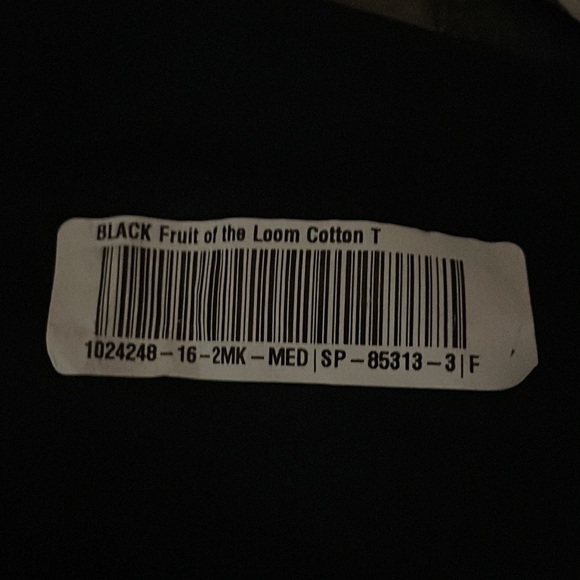 BLACK Fruit of the Loom Cotton T
1024248-16-2MK-MED|SP-85313-3|F